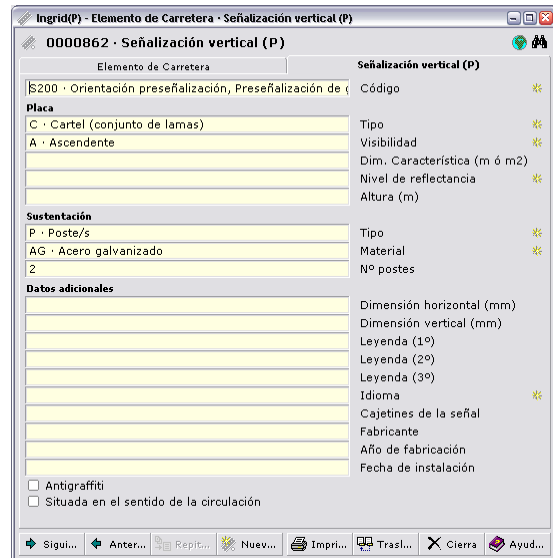 Ingrid(P) - Elemento de Carretera · Señalización vertical (P)
0000862 · Señalización vertical (P)
Elemento de Carretera
Señalización vertical (P)
S200 · Orientación preseñalización, Preseñalización de g Código
Placa
C · Cartel (conjunto de lamas) Tipo
A · Ascendente Visibilidad
Dim. Característica (m ó m2)
Nivel de reflectancia
Altura (m)
Sustentación
P · Poste/s Tipo
AG · Acero galvanizado Material
2 Nº postes
Datos adicionales
Dimensión horizontal (mm)
Dimensión vertical (mm)
Leyenda (1º)
Leyenda (2º)
Leyenda (3º)
Idioma
Cajetines de la señal
Fabricante
Año de fabricación
Fecha de instalación
Antigraffiti
Situada en el sentido de la circulación
Sigui... Anter... Repit... Nuev... Impri... Trasl... Cierra Ayud...